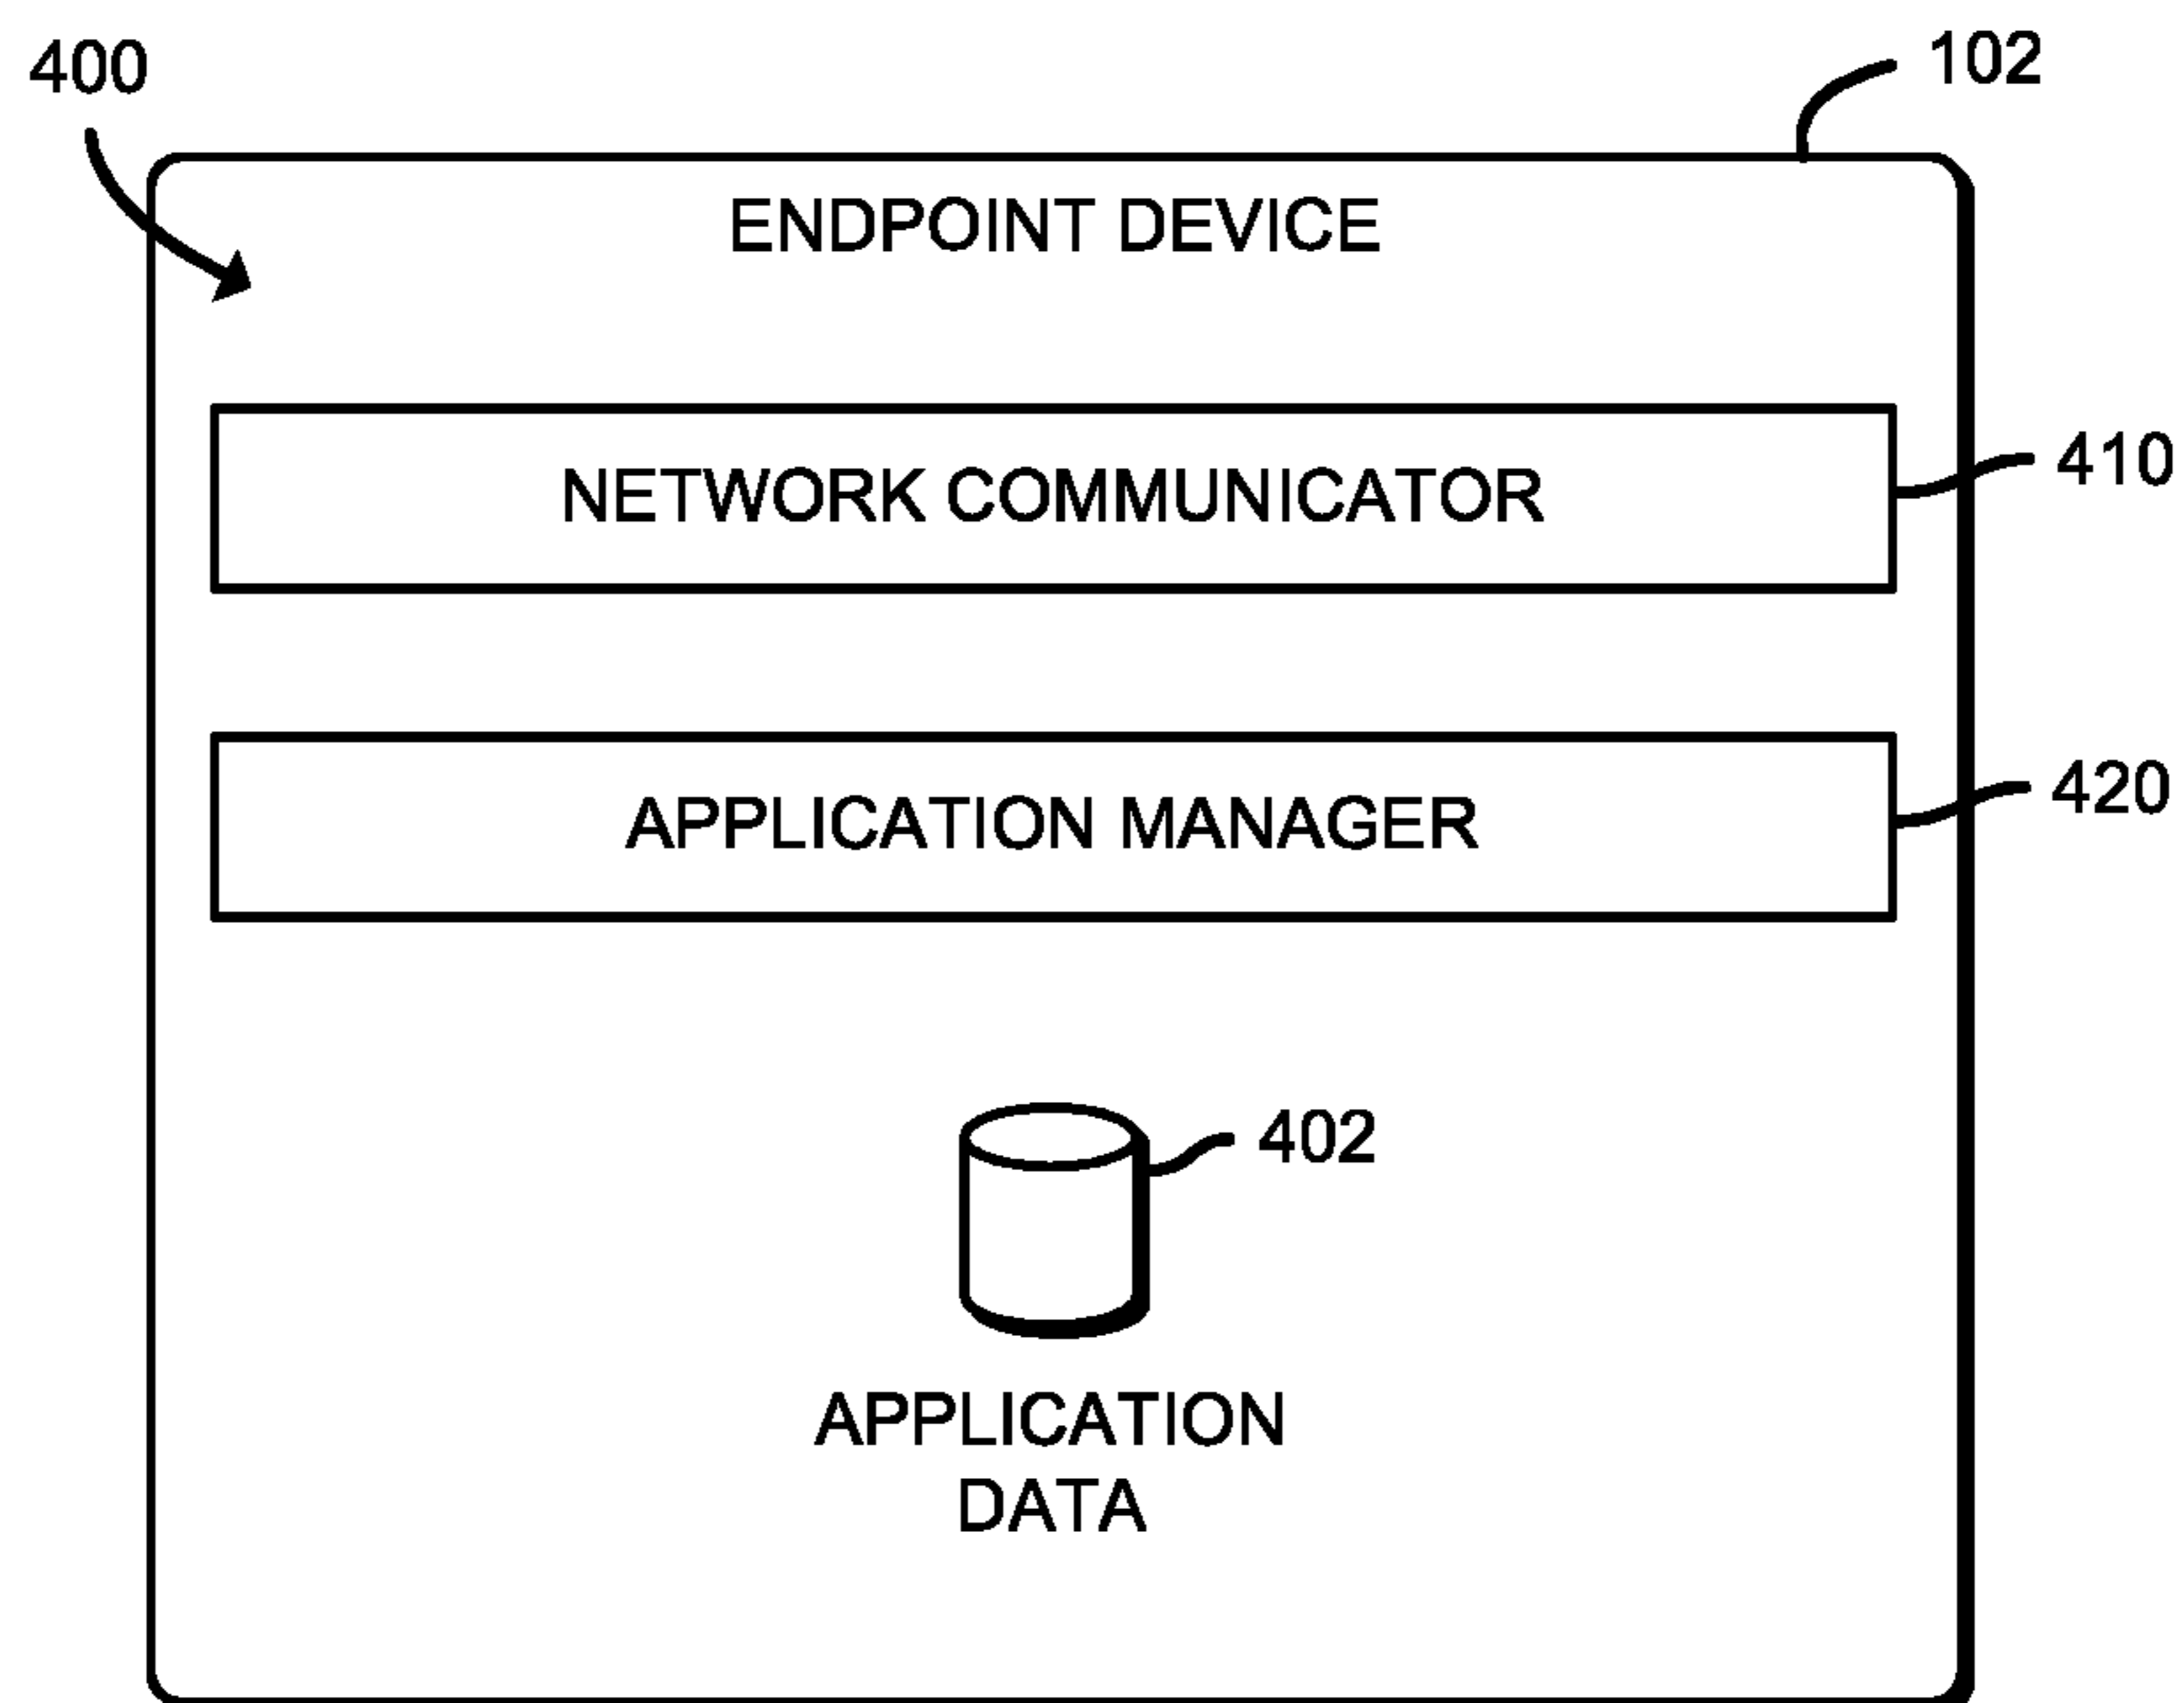 400
102
ENDPOINT DEVICE
NETWORK COMMUNICATOR
410
APPLICATION MANAGER
420
402
APPLICATION
DATA